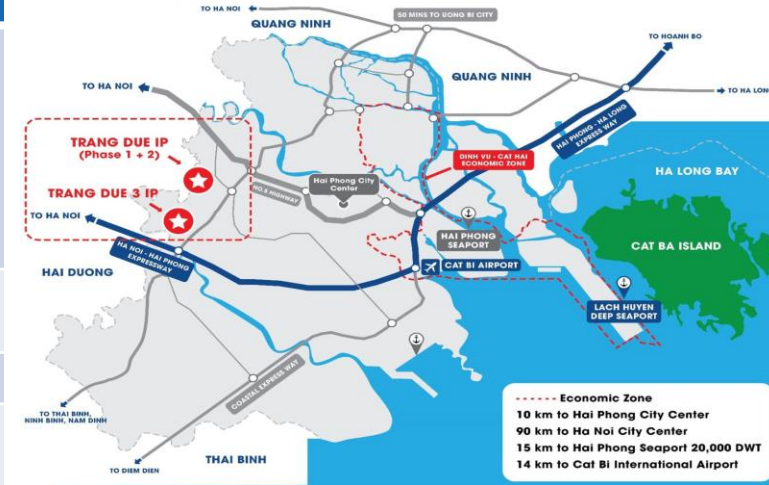 TO HA NOI
QUANG NINH
50 MINS TO UONG BI CITY
TO HOANH BO
QUANG NINH
TO HA NOI
TO HA LONG
HAI PHONG - HA LONG
EXPRESS WAY
TRANG DUE IP
(Phase 1 + 2)
DINH VU - CAT HAI
ECONOMIC ZONE
HA LONG BAY
Hai Phong City
Center
NO.5 HIGHWAY
TRANG DUE 3 IP
TO HA NOI
HAI PHONG
SEAPORT
CAT BA ISLAND
HA NOI - HAI PHONG
EXPRESSWAY
HAI DUONG
CAT BI AIRPORT
LACH HUYEN
DEEP SEAPORT
COASTAL EXPRESS WAY
TO THAI BINH,
NINH BINH, NAM DINH
THAI BINH
TO DIEM DIEN
Economic Zone
10 km to Hai Phong City Center
90 km to Ha Noi City Center
15 km to Hai Phong Seaport 20,000 DWT
14 km to Cat Bi International Airport